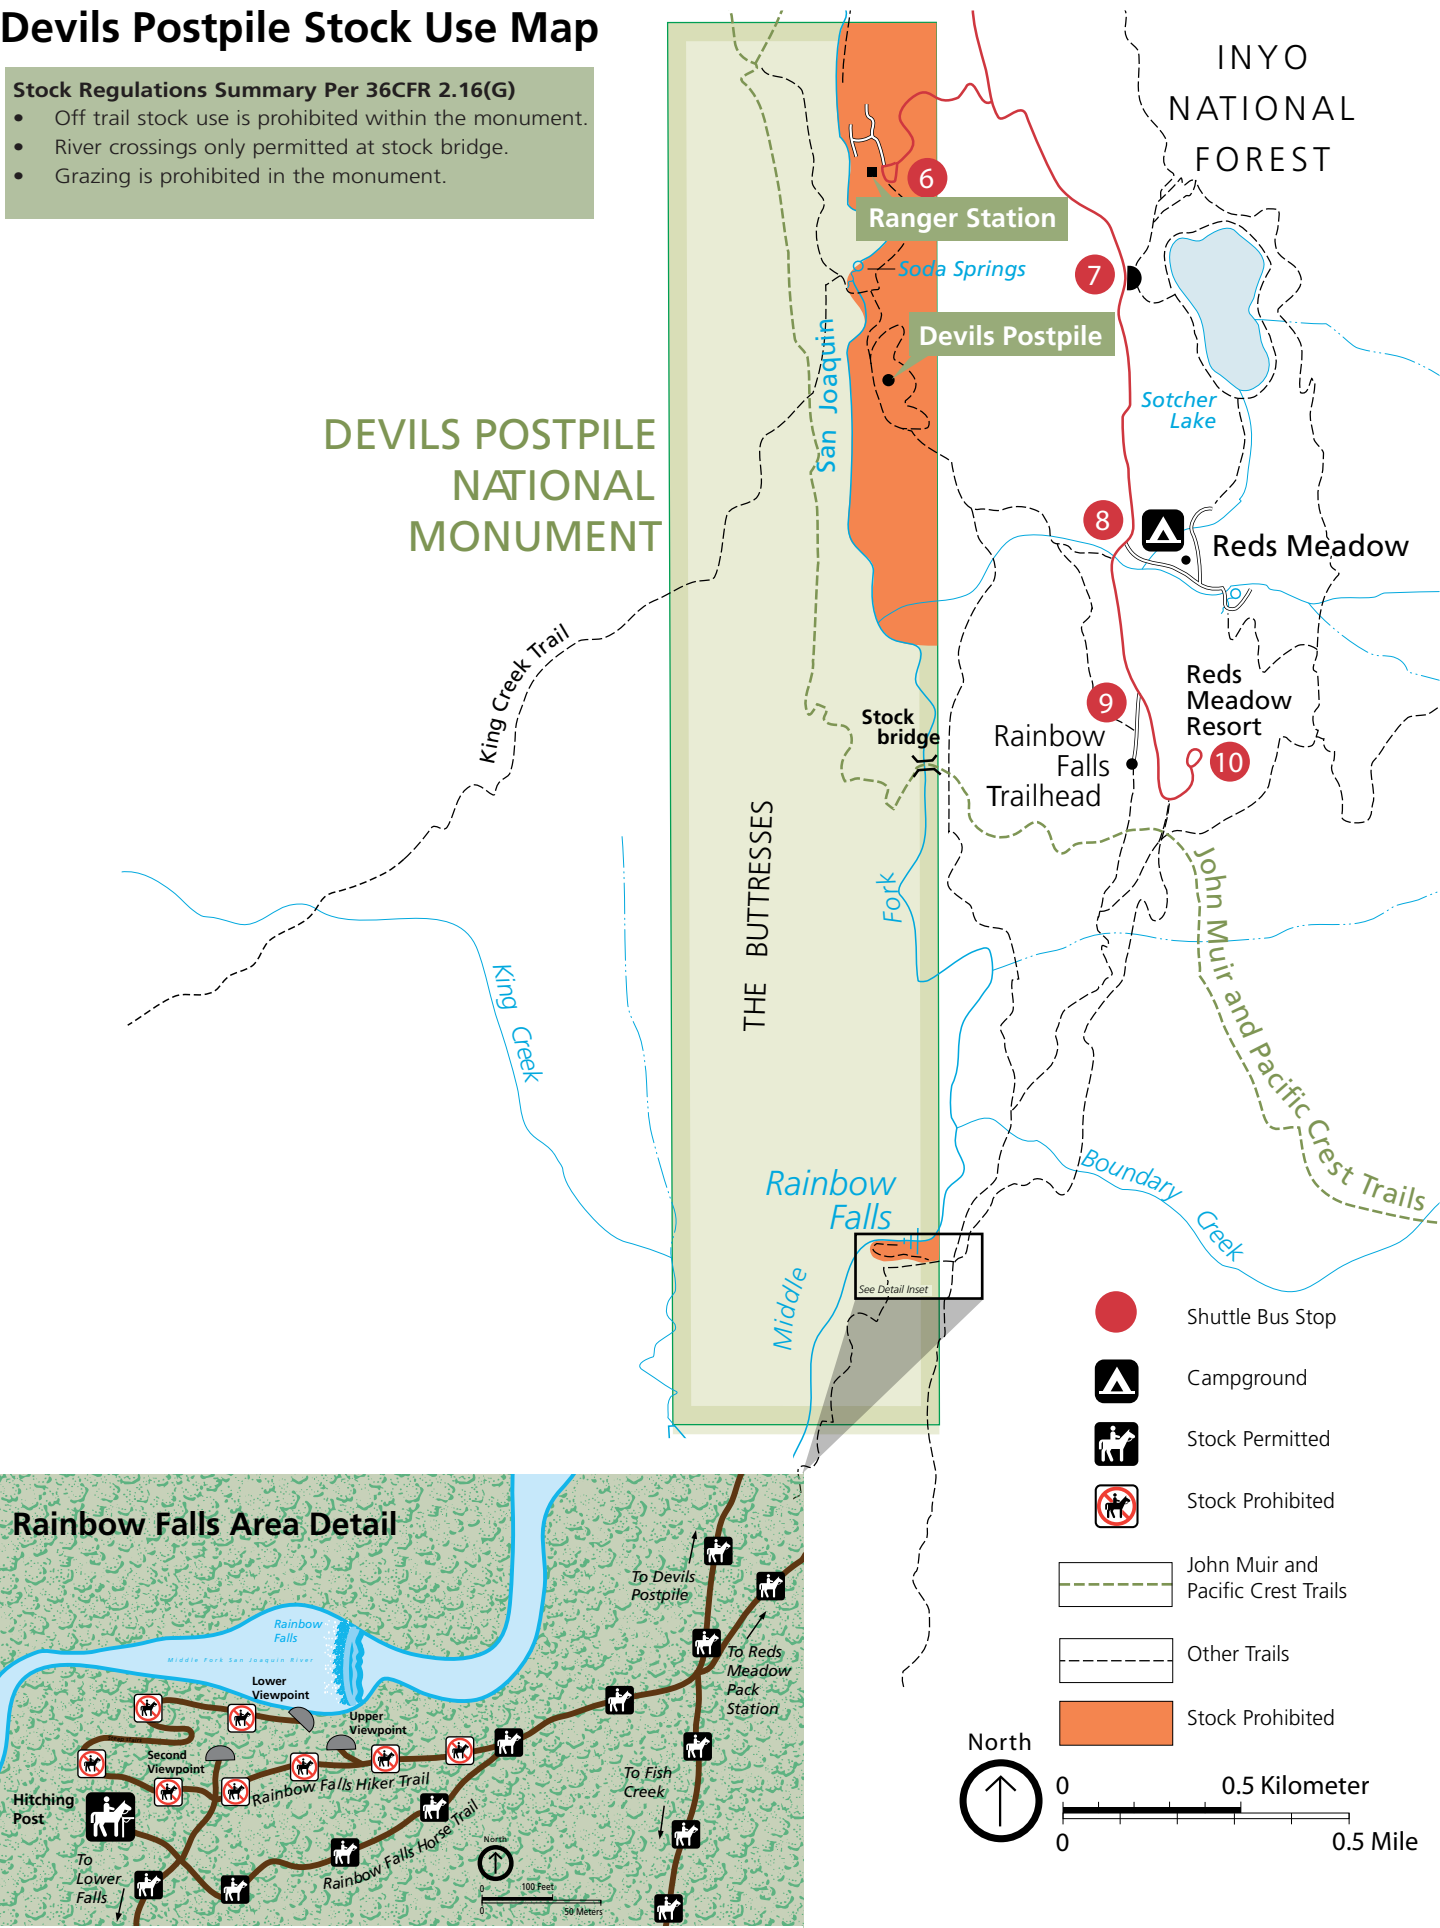 Devils Postpile Stock Use Map
Stock Regulations Summary Per 36CFR 2.16(G)
• Off trail stock use is prohibited within the monument.
• River crossings only permitted at stock bridge.
• Grazing is prohibited in the monument.
INYO
NATIONAL
FOREST
6
Ranger Station
Soda Springs
7
Devils Postpile
San Joaquin
Sotcher
Lake
DEVILS POSTPILE
NATIONAL
MONUMENT
8
Reds Meadow
King Creek Trail
Reds
Meadow
Resort
9
10
Stock
bridge
Rainbow
Falls
Trailhead
THE BUTTRESSES
Fork
John Muir and Pacific Crest Trails
King Creek
Rainbow
Falls
Boundary Creek
Middle
See Detail Inset
Shuttle Bus Stop
Campground
Stock Permitted
Stock Prohibited
John Muir and
Pacific Crest Trails
Other Trails
Stock Prohibited
North
0 0.5 Kilometer
0 0.5 Mile
Rainbow Falls Area Detail
To Devils
Postpile
Rainbow
Falls
Middle Fork San Joaquin River
To Reds
Meadow
Pack
Station
Lower
Viewpoint
Upper
Viewpoint
Second
Viewpoint
Rainbow Falls Hiker Trail
To Fish
Creek
Hitching
Post
Rainbow Falls Horse Trail
To
Lower
Falls
North
0 100 Feet
0 50 Meters